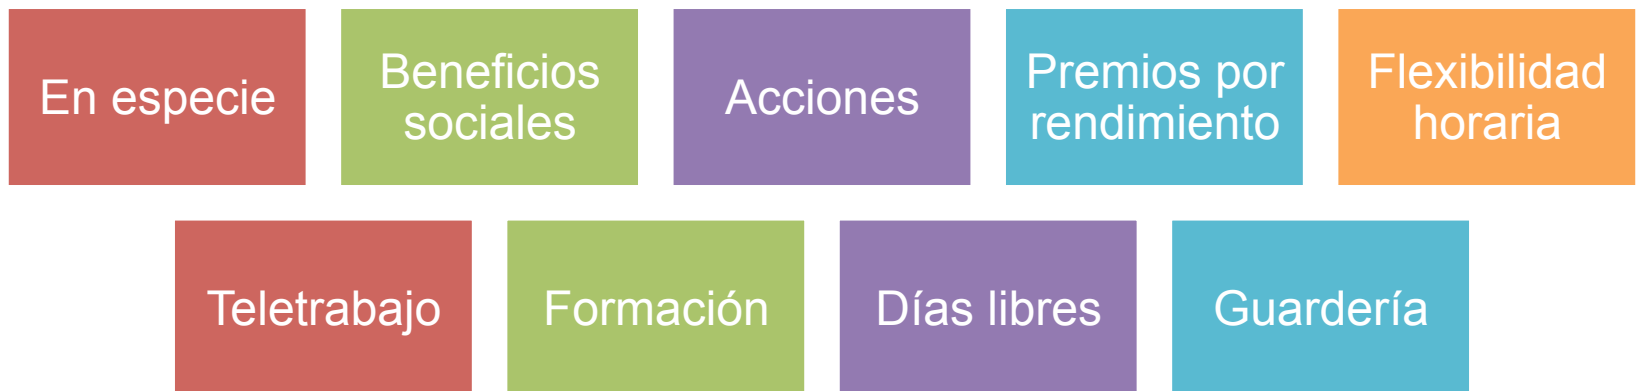 En especie
Beneficios
sociales
Acciones
Premios por
rendimiento
Flexibilidad
horaria
Teletrabajo
Formación
Días libres
Guardería